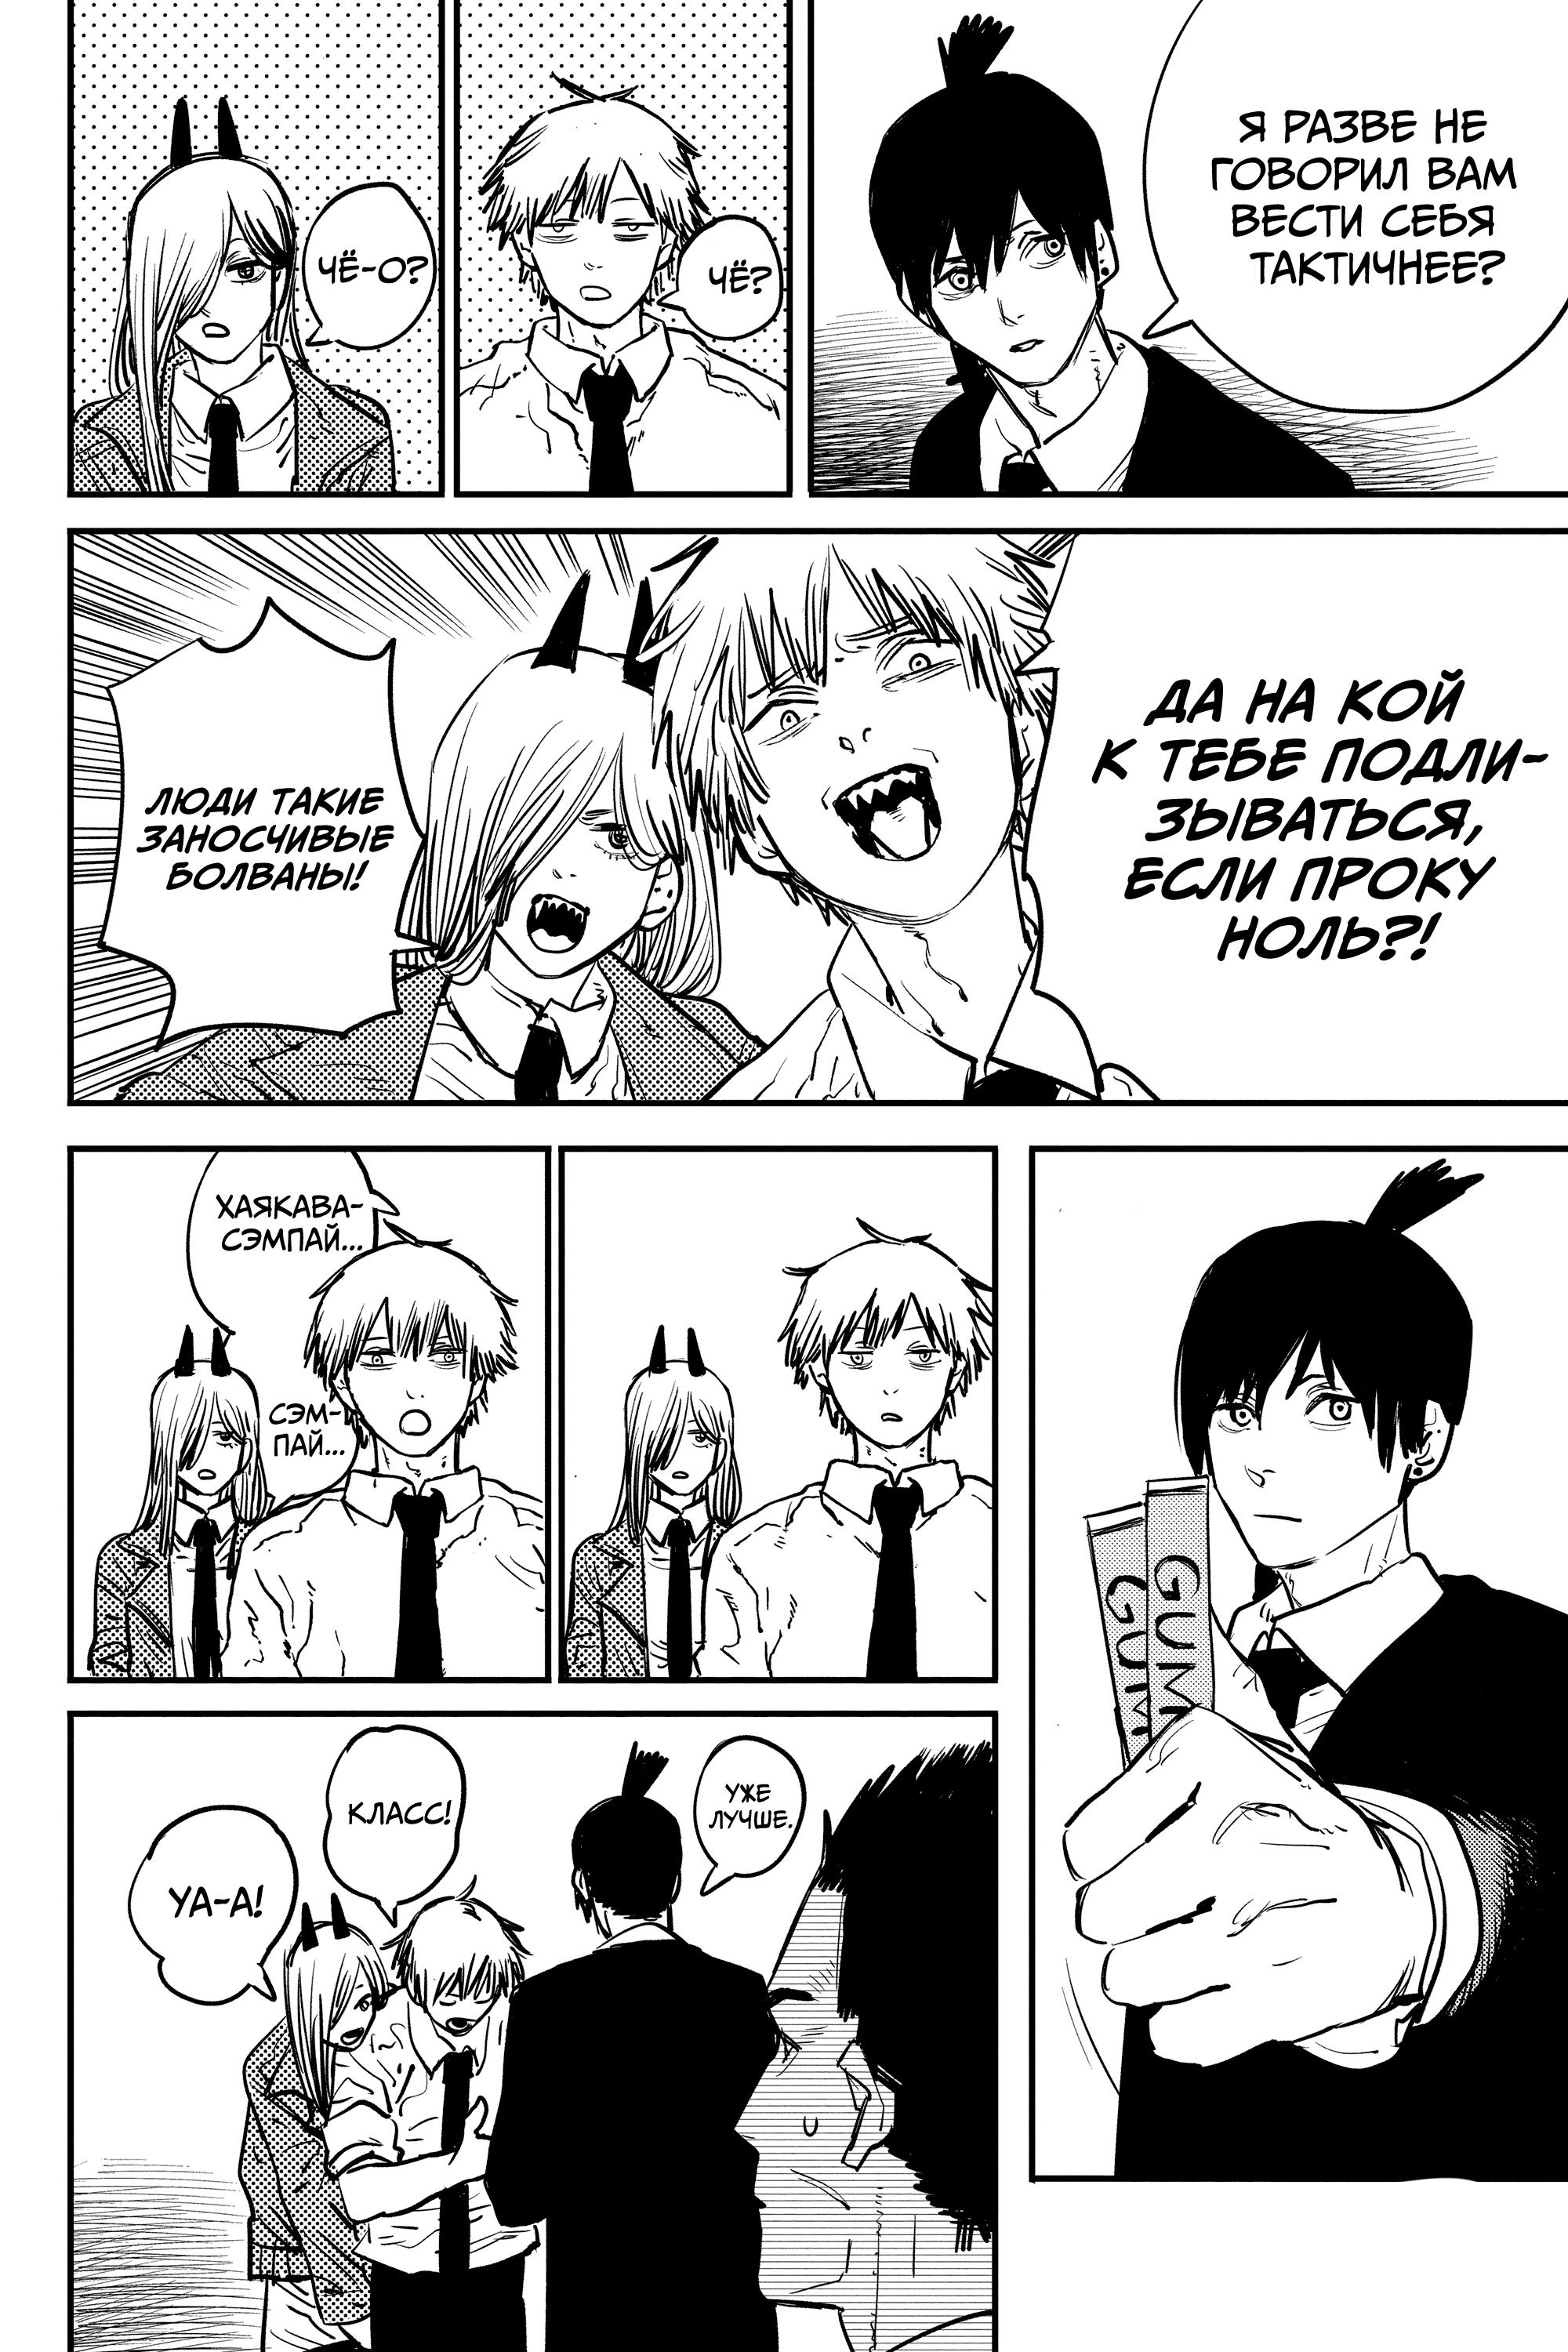 Я РАЗВЕ НЕ
ГОВОРИЛ ВАМ
ВЕСТИ СЕБЯ
ТАКТИЧНЕЕ?
ЧЁ?
ЧЁ-О?
ДА НА КОЙ
К ТЕБЕ ПОДЛИ-
ЗЫВАТЬСЯ,
ЕСЛИ ПРОКУ
НОЛЬ?!
ЛЮДИ ТАКИЕ
ЗАНОСЧИВЫЕ
БОЛВАНЫ!
GUM
GUM
ХАЯКАВА-
СЭМПАЙ...
СЭМ-
ПАЙ...
УЖЕ
ЛУЧШЕ.
КЛАСС!
УА-А!